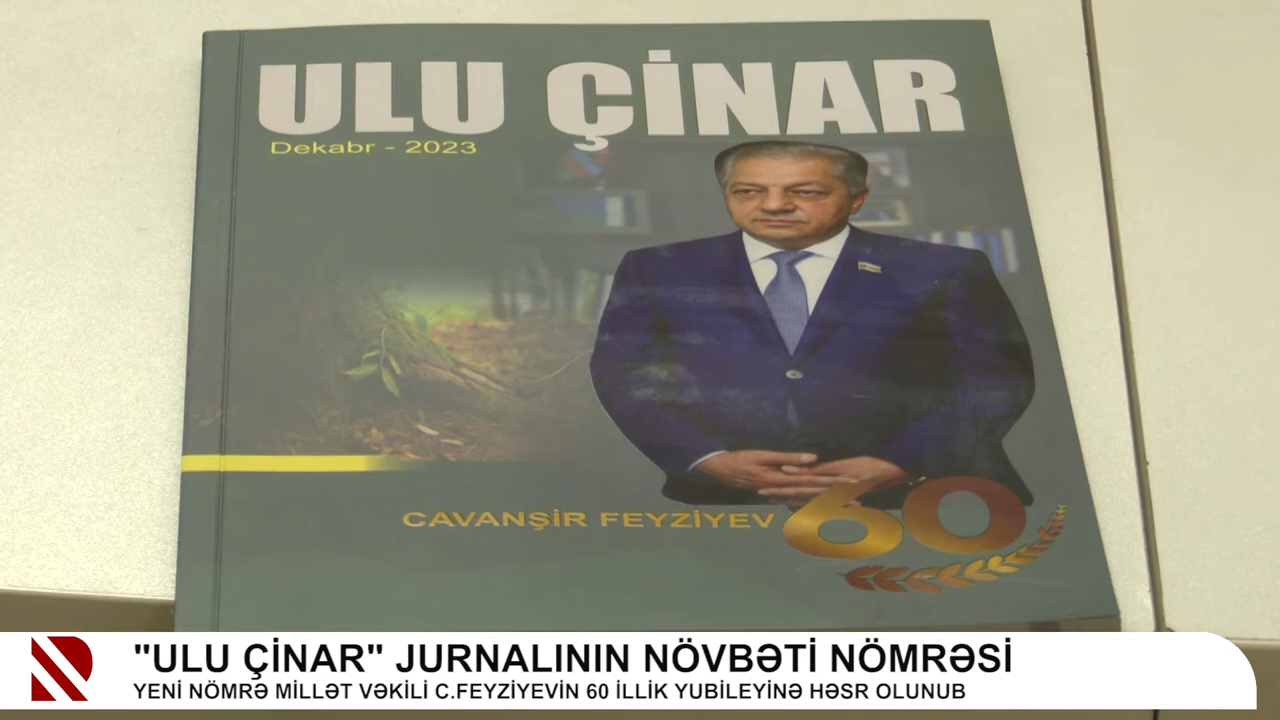 ULU ÇİNAR
Dekabr - 2023
CAVANŞİR FEYZİYEV 60
"ULU ÇİNAR" JURNALININ NÖVBƏTİ NÖMRƏSİ
YENİ NÖMRƏ MİLLƏT VƏKİLİ C.FEYZİYEVİN 60 İLLİK YUBİLEYİNƏ HƏSR OLUNUB